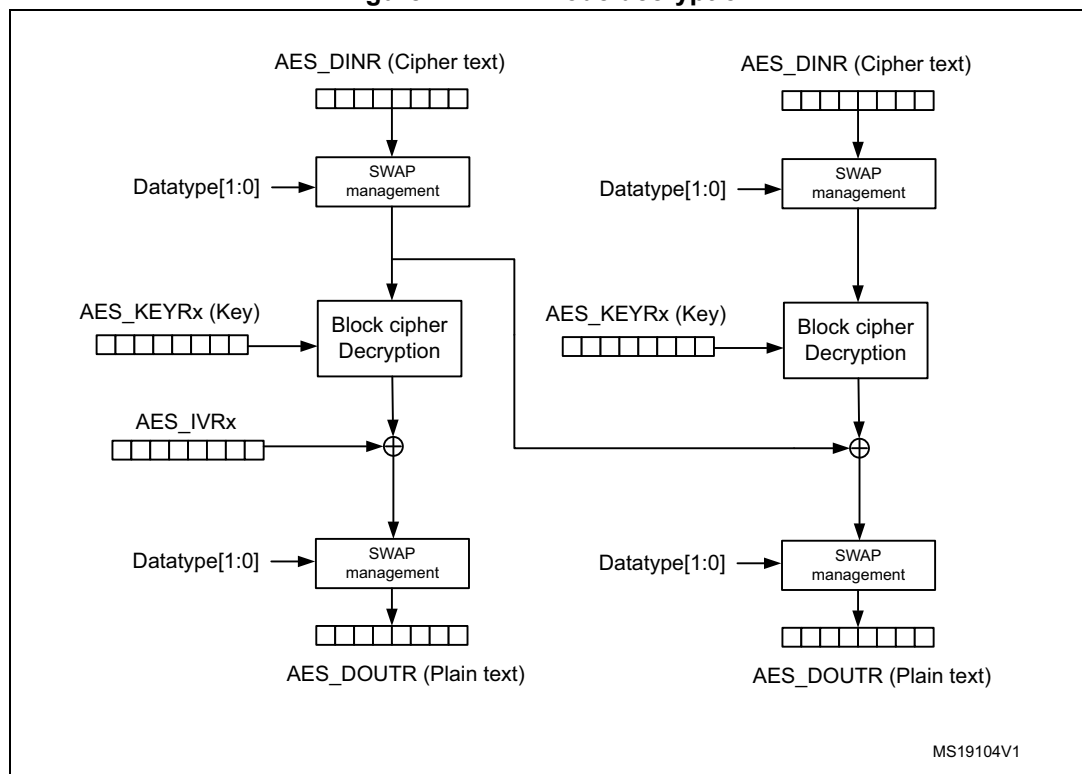 AES_DINR (Cipher text)
SWAP
management
Datatype[1:0]
AES_KEYRx (Key)
Block cipher
Decryption
AES_IVRx
Datatype[1:0]
SWAP
management
AES_DOUTR (Plain text)
AES_DINR (Cipher text)
SWAP
management
Datatype[1:0]
AES_KEYRx (Key)
Block cipher
Decryption
Datatype[1:0]
SWAP
management
AES_DOUTR (Plain text)
MS19104V1